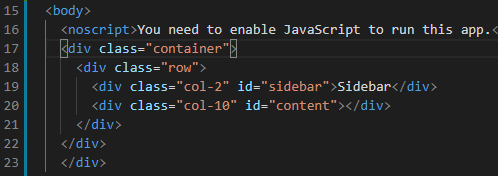 15 <body>
16 <noscript>You need to enable JavaScript to run this app.<
17 <div class="container">
18 <div class="row">
19 <div class="col-2" id="sidebar">Sidebar</div>
20 <div class="col-10" id="content"></div>
21 </div>
22 </div>
23 </div>